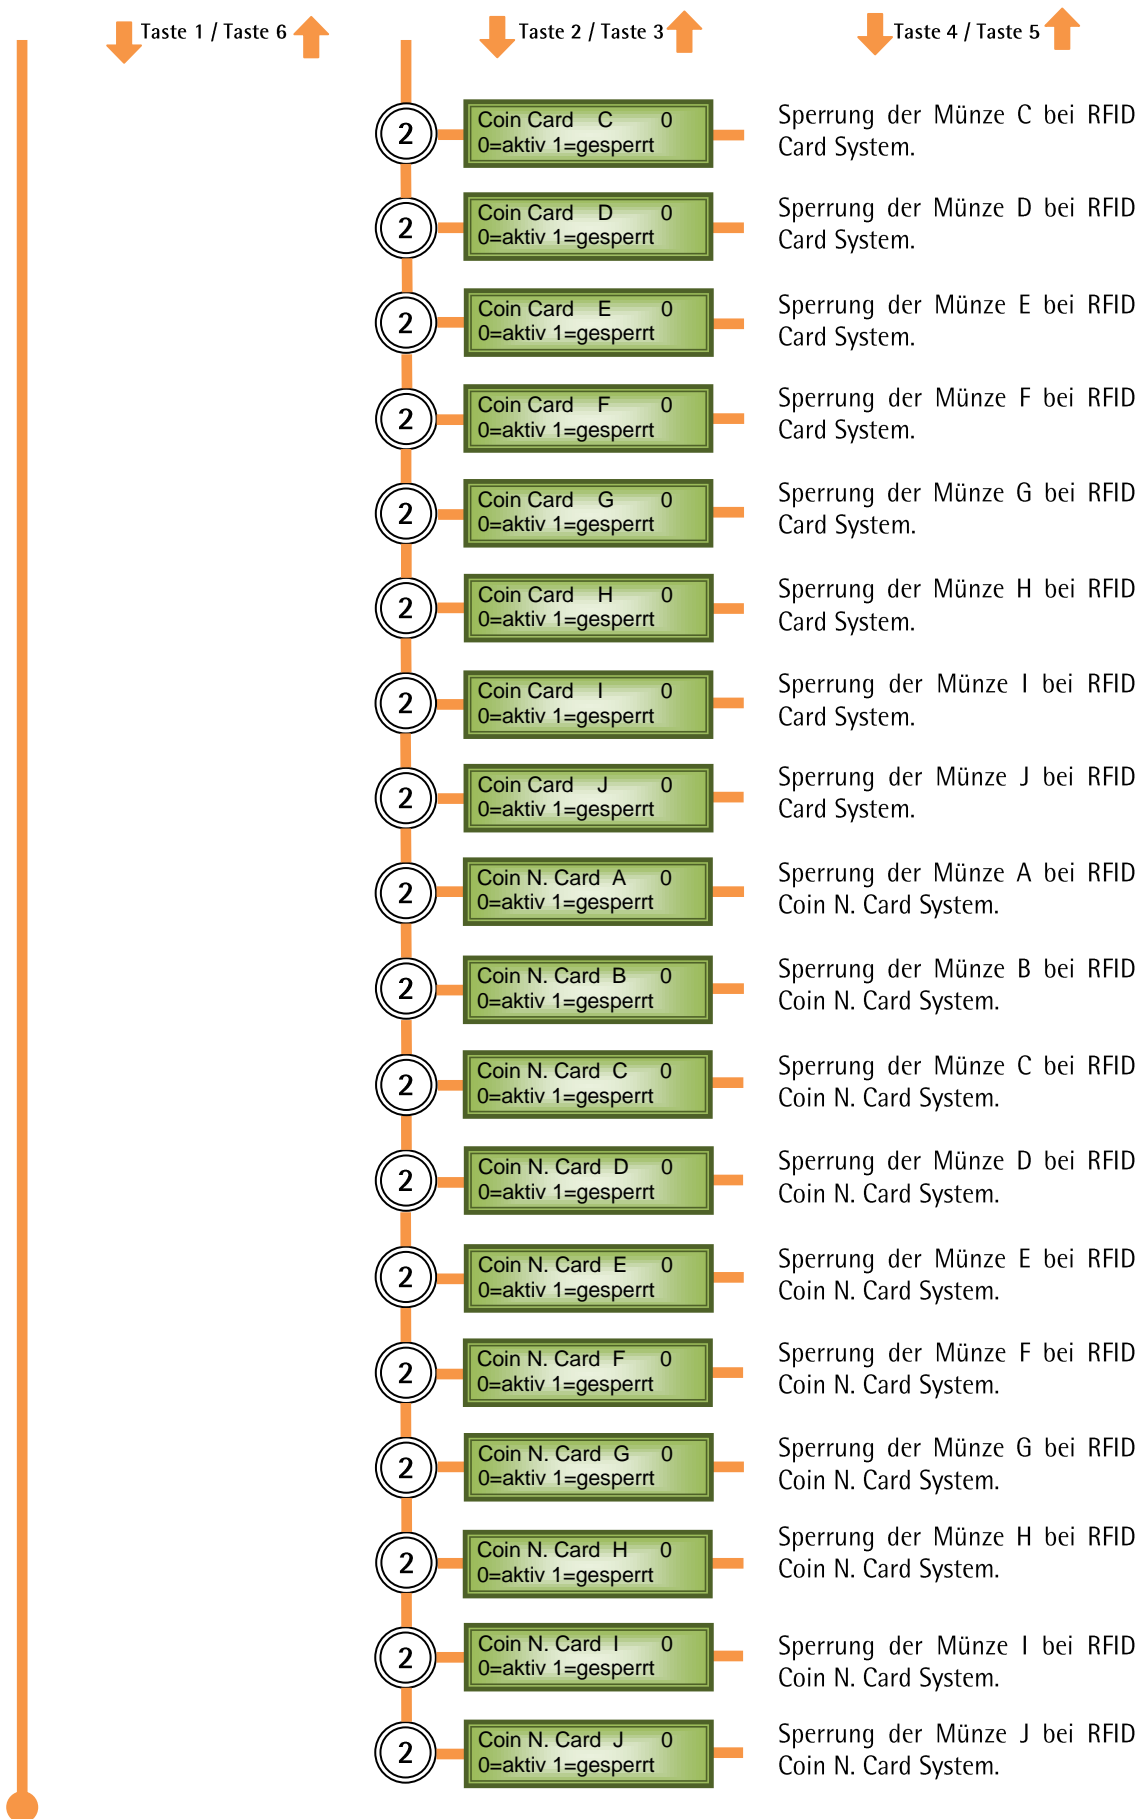 Taste 1 / Taste 6
Taste 2 / Taste 3
Taste 4 / Taste 5
2
Coin Card C 0
0=aktiv 1=gesperrt
Sperrung der Münze C bei RFID
Card System.
2
Coin Card D 0
0=aktiv 1=gesperrt
Sperrung der Münze D bei RFID
Card System.
2
Coin Card E 0
0=aktiv 1=gesperrt
Sperrung der Münze E bei RFID
Card System.
2
Coin Card F 0
0=aktiv 1=gesperrt
Sperrung der Münze F bei RFID
Card System.
2
Coin Card G 0
0=aktiv 1=gesperrt
Sperrung der Münze G bei RFID
Card System.
2
Coin Card H 0
0=aktiv 1=gesperrt
Sperrung der Münze H bei RFID
Card System.
2
Coin Card I 0
0=aktiv 1=gesperrt
Sperrung der Münze I bei RFID
Card System.
2
Coin Card J 0
0=aktiv 1=gesperrt
Sperrung der Münze J bei RFID
Card System.
2
Coin N. Card A 0
0=aktiv 1=gesperrt
Sperrung der Münze A bei RFID
Coin N. Card System.
2
Coin N. Card B 0
0=aktiv 1=gesperrt
Sperrung der Münze B bei RFID
Coin N. Card System.
2
Coin N. Card C 0
0=aktiv 1=gesperrt
Sperrung der Münze C bei RFID
Coin N. Card System.
2
Coin N. Card D 0
0=aktiv 1=gesperrt
Sperrung der Münze D bei RFID
Coin N. Card System.
2
Coin N. Card E 0
0=aktiv 1=gesperrt
Sperrung der Münze E bei RFID
Coin N. Card System.
2
Coin N. Card F 0
0=aktiv 1=gesperrt
Sperrung der Münze F bei RFID
Coin N. Card System.
2
Coin N. Card G 0
0=aktiv 1=gesperrt
Sperrung der Münze G bei RFID
Coin N. Card System.
2
Coin N. Card H 0
0=aktiv 1=gesperrt
Sperrung der Münze H bei RFID
Coin N. Card System.
2
Coin N. Card I 0
0=aktiv 1=gesperrt
Sperrung der Münze I bei RFID
Coin N. Card System.
2
Coin N. Card J 0
0=aktiv 1=gesperrt
Sperrung der Münze J bei RFID
Coin N. Card System.